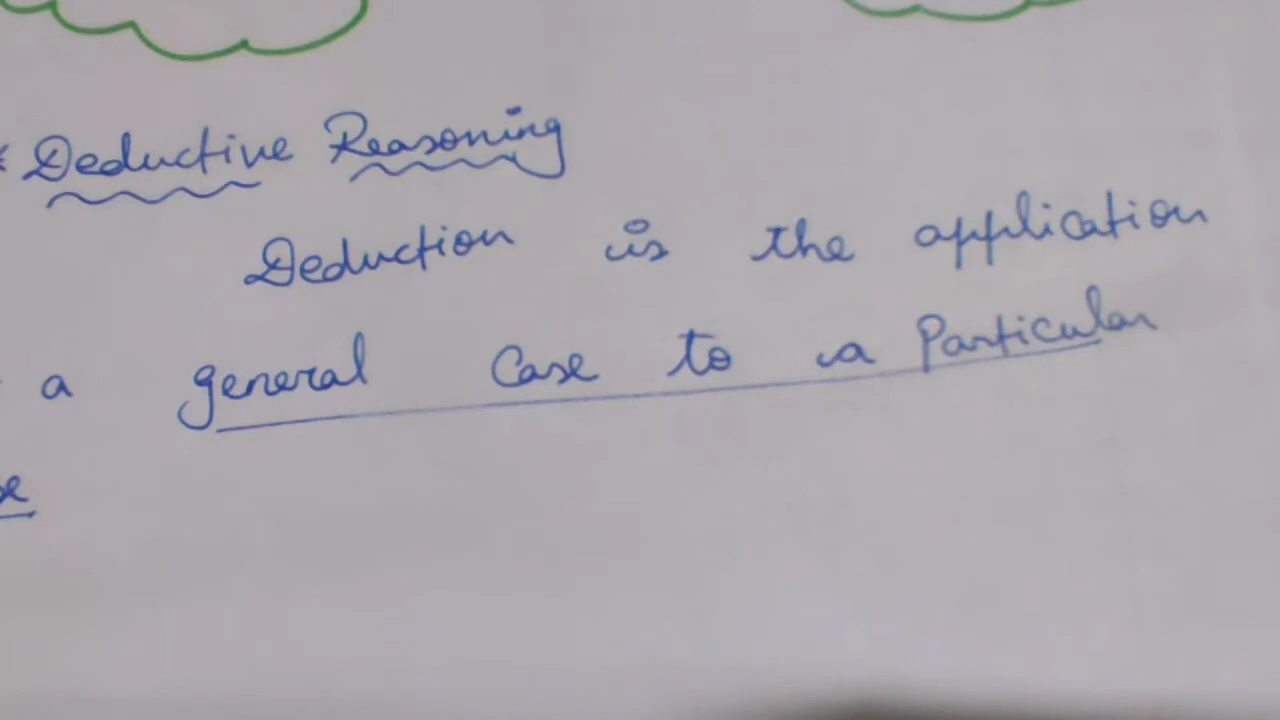 * Deductive Reasoning
Deduction is the application
a general Case to a Particular